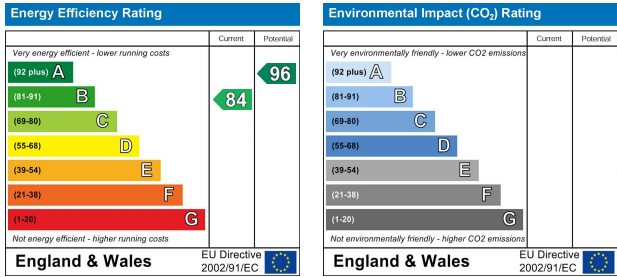 Energy Efficiency Rating
Current Potential
Very energy efficient - lower running costs
(92 plus) A
96
(81-91) B
84
(69-80) C
(55-68) D
(39-54) E
(21-38) F
(1-20) G
Not energy efficient - higher running costs
England & Wales
EU Directive
2002/91/EC
Environmental Impact (CO₂) Rating
Current Potential
Very environmentally friendly - lower CO2 emissions
(92 plus) A
(81-91) B
(69-80) C
(55-68) D
(39-54) E
(21-38) F
(1-20) G
Not environmentally friendly - higher CO2 emissions
England & Wales
EU Directive
2002/91/EC